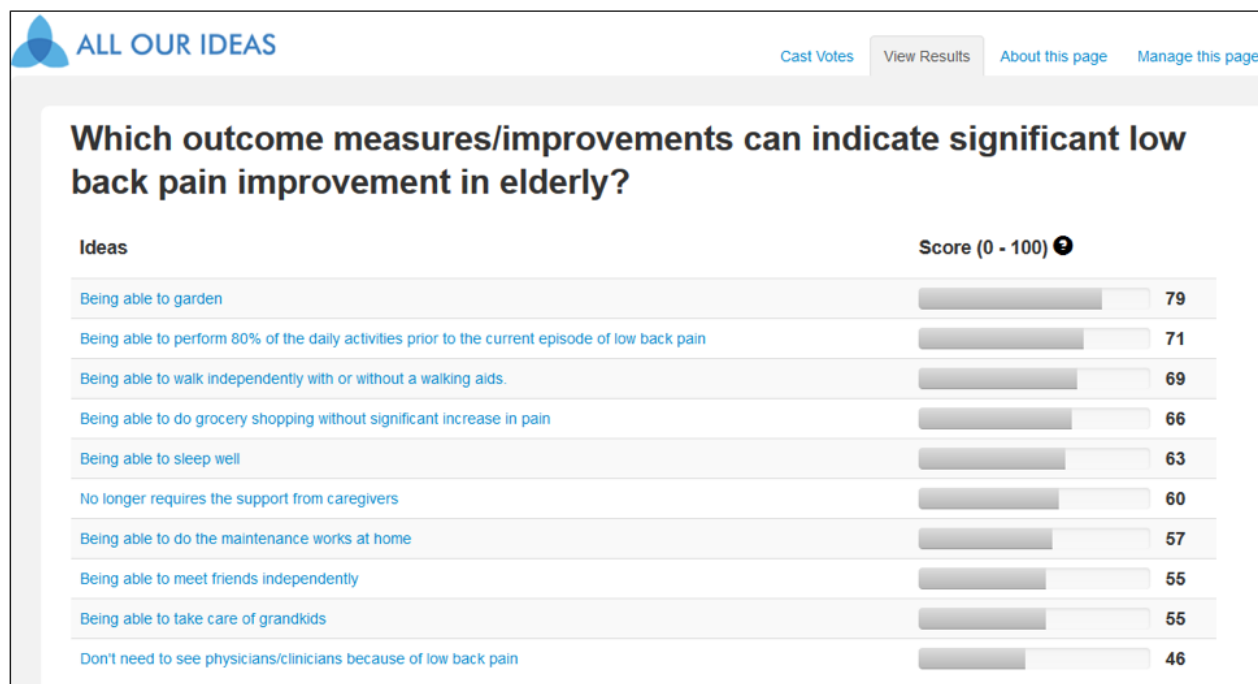 ALL OUR IDEAS
Cast Votes View Results About this page Manage this page
Which outcome measures/improvements can indicate significant low
back pain improvement in elderly?
Ideas Score (0 - 100) ?
Being able to garden 79
Being able to perform 80% of the daily activities prior to the current episode of low back pain 71
Being able to walk independently with or without a walking aids. 69
Being able to do grocery shopping without significant increase in pain 66
Being able to sleep well 63
No longer requires the support from caregivers 60
Being able to do the maintenance works at home 57
Being able to meet friends independently 55
Being able to take care of grandkids 55
Don't need to see physicians/clinicians because of low back pain 46